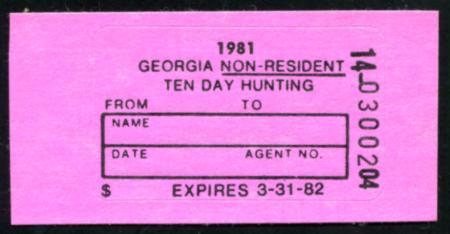 1981
GEORGIA NON-RESIDENT
TEN DAY HUNTING
FROM TO
NAME
DATE AGENT NO.
$ EXPIRES 3-31-82
14-0300204